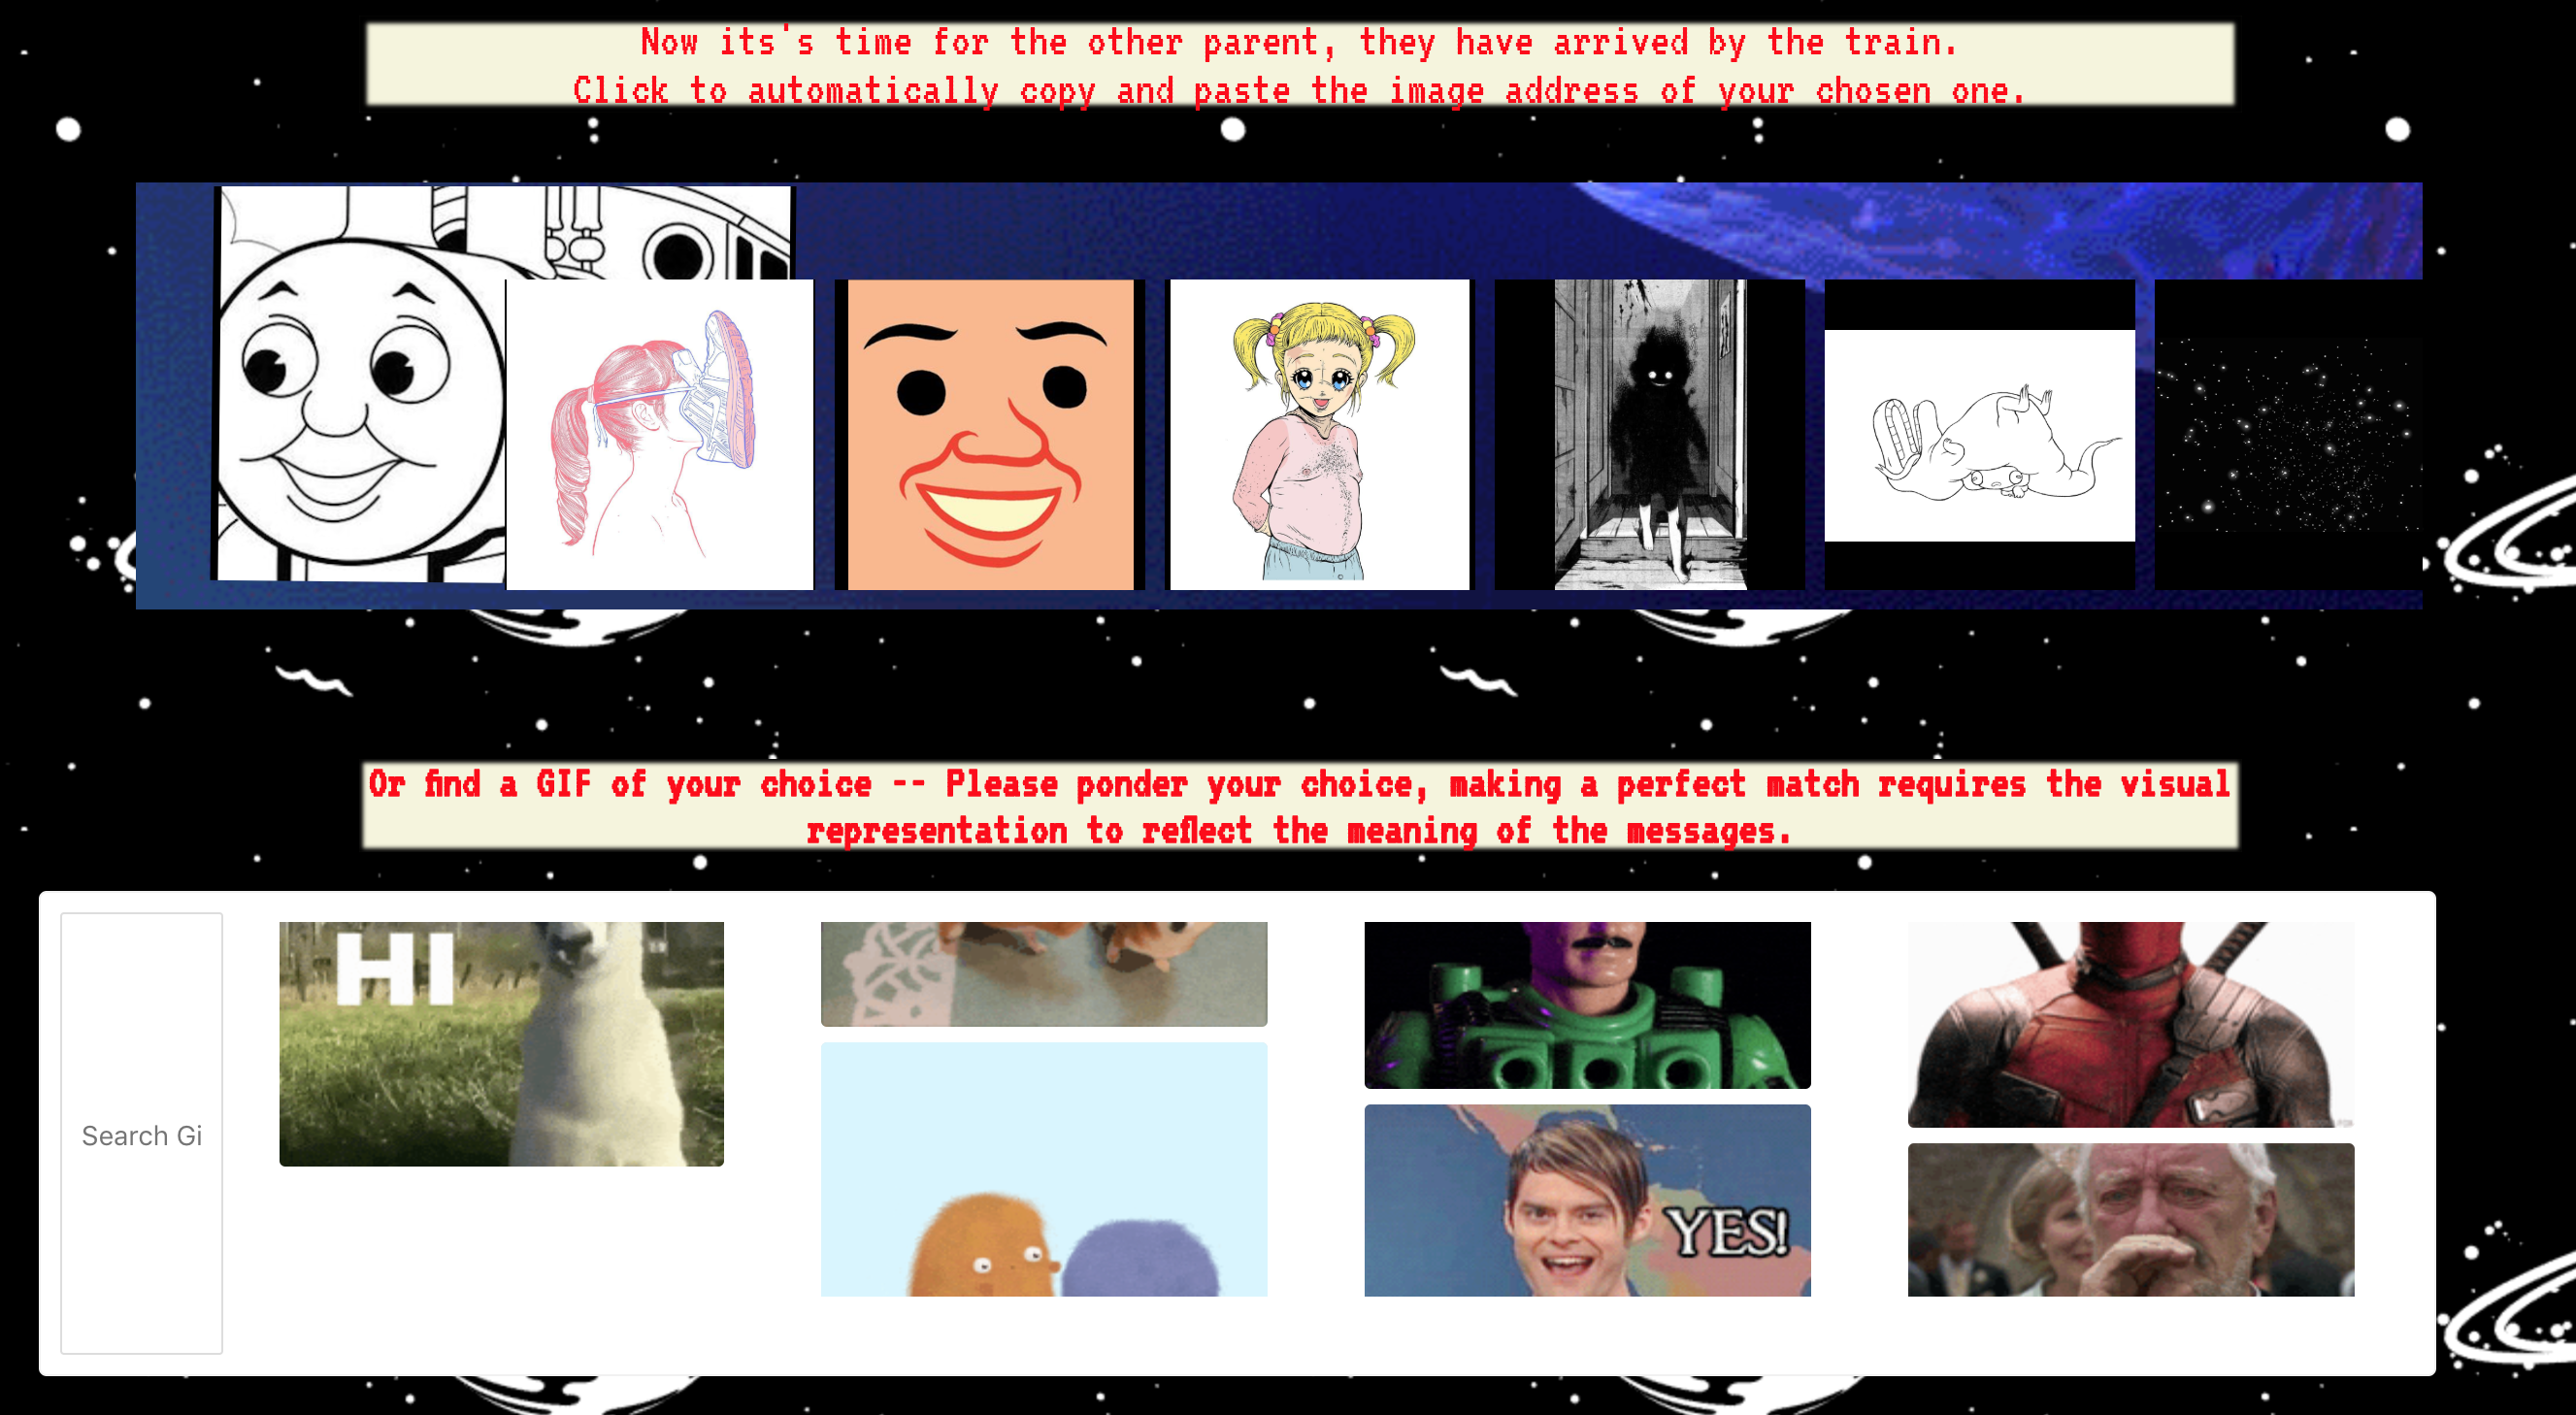 Now its's time for the other parent, they have arrived by the train.
Click to automatically copy and paste the image address of your chosen one.
Or find a GIF of your choice -- Please ponder your choice, making a perfect match requires the visual
representation to reflect the meaning of the messages.
Search Gi
HI
YES!